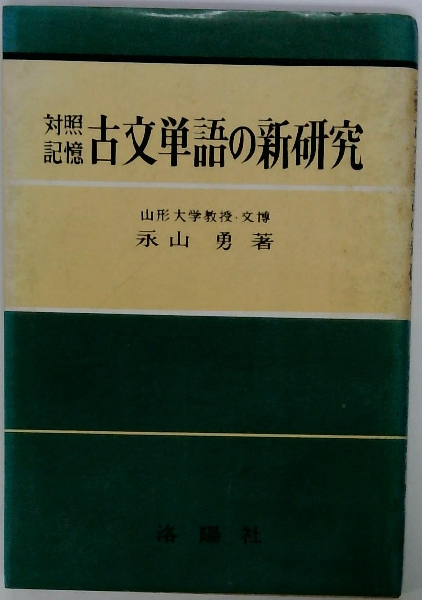 対照
記憶
古文単語の新研究
山形大学教授・文博
永山勇著
洛陽社